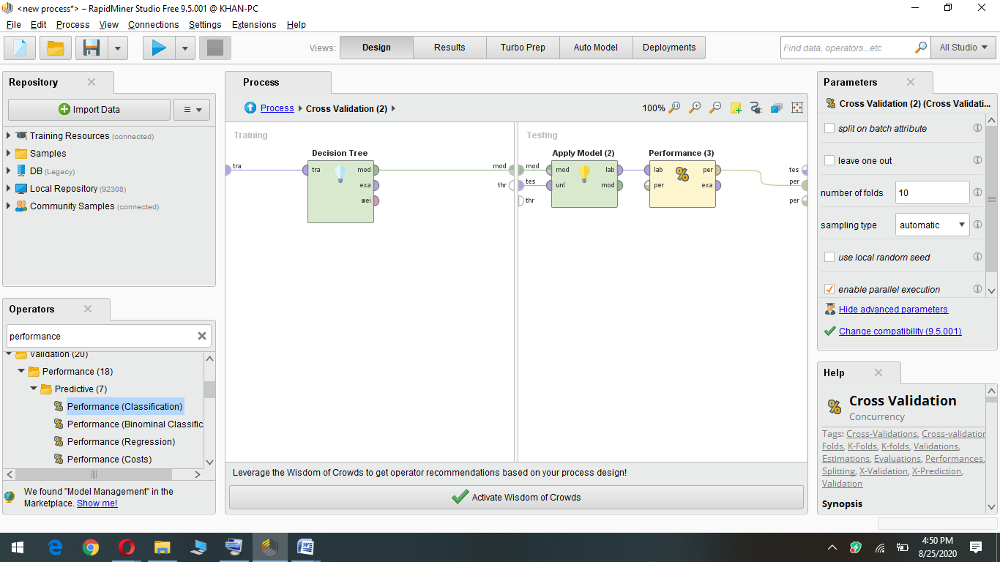 <new process*> – RapidMiner Studio Free 9.5.001 @ KHAN-PC
File Edit Process View Connections Settings Extensions Help
Views: Design Results Turbo Prep Auto Model Deployments
Find data, operators...etc All Studio
Repository
Import Data
Training Resources (connected)
Samples
DB (Legacy)
Local Repository (92308)
Community Samples (connected)
Operators
performance
Validation (20)
Performance (18)
Predictive (7)
Performance (Classification)
Performance (Binominal Classific
Performance (Regression)
Performance (Costs)
We found "Model Management" in the
Marketplace. Show me!
Process
Process Cross Validation (2) 100%
Training
Decision Tree
tra tra mod mod
exa thr
wei
Testing
Apply Model (2) Performance (3)
mod mod lab lab per tes
tes unl mod per exa per
thr per
Leverage the Wisdom of Crowds to get operator recommendations based on your process design!
Activate Wisdom of Crowds
Parameters
Cross Validation (2) (Cross Validati...
split on batch attribute
leave one out
number of folds 10
sampling type automatic
use local random seed
enable parallel execution
Hide advanced parameters
Change compatibility (9.5.001)
Help
Cross Validation
Concurrency
Tags: Cross-Validations, Cross-validation
Folds, K-Folds, K-folds, Validations,
Estimations, Evaluations, Performances,
Splitting, X-Validation, X-Prediction,
Validation
Synopsis
4:50 PM
8/25/2020